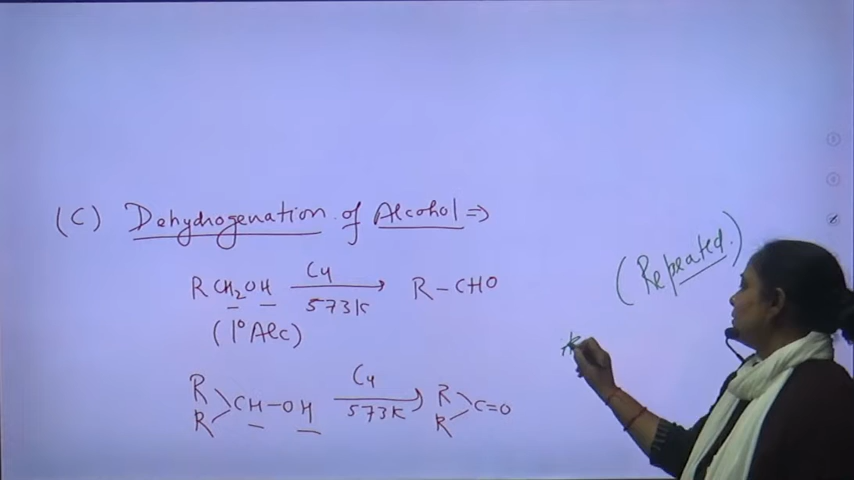 (C) Dehydrogenation of Alcohol ⇒
(Repeated.)
RCH₂OH Cu 573K → R-CHO
(1° Alc)
R R CH-OH Cu 573K → R R C=O